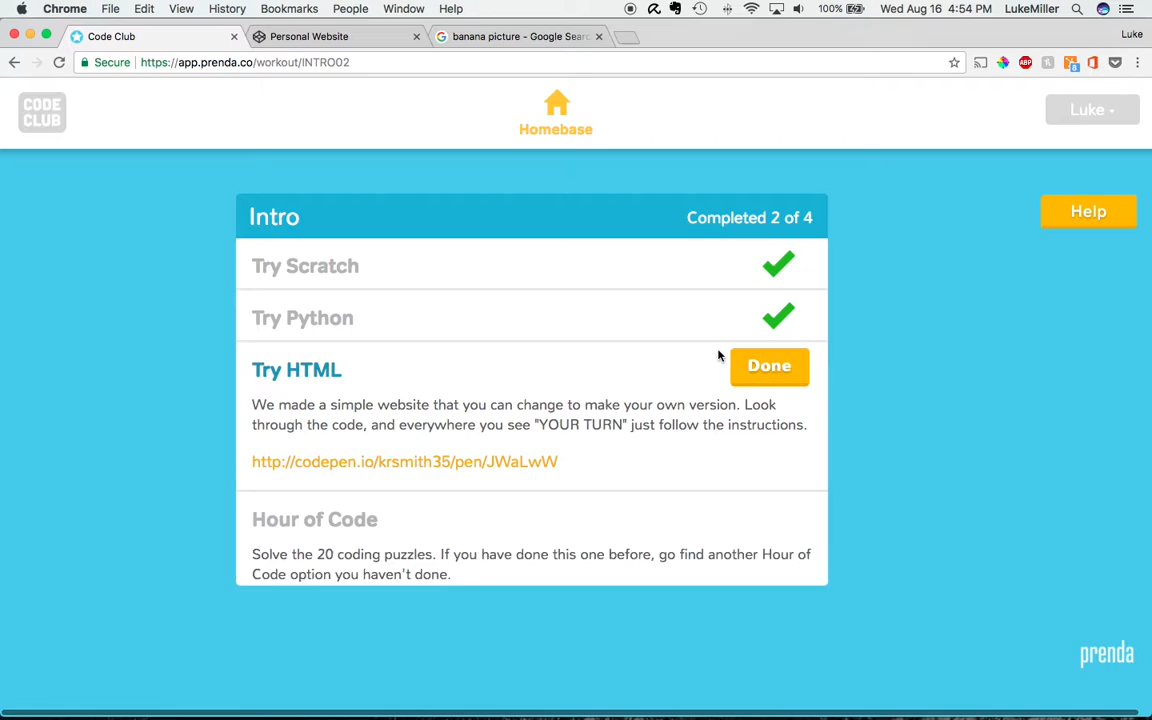 Chrome File Edit View History Bookmarks People Window Help 100% Wed Aug 16 4:54 PM LukeMiller
Code Club Personal Website banana picture - Google Sear Luke
Secure https://app.prenda.co/workout/INTRO02
8
CODE
CLUB
Homebase
Luke -
Intro Completed 2 of 4
Help
Try Scratch
Try Python
Try HTML Done
We made a simple website that you can change to make your own version. Look
through the code, and everywhere you see "YOUR TURN" just follow the instructions.
http://codepen.io/krsmith35/pen/JWaLwW
Hour of Code
Solve the 20 coding puzzles. If you have done this one before, go find another Hour of
Code option you haven't done.
prenda